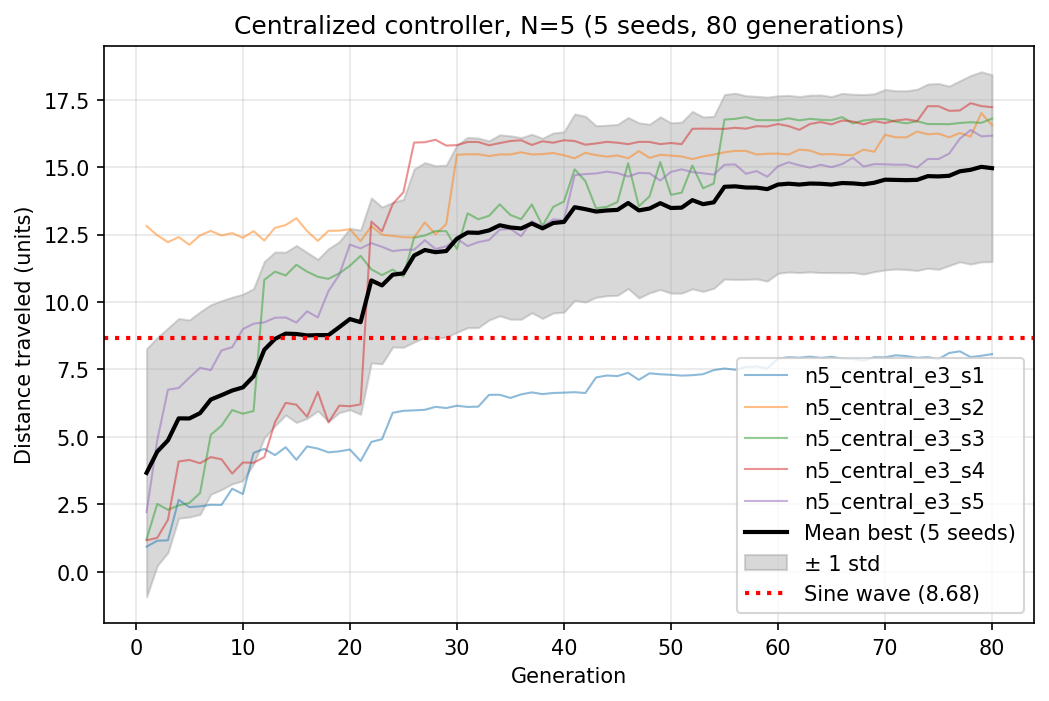 Centralized controller, N=5 (5 seeds, 80 generations)
Distance traveled (units)
17.5
15.0
12.5
10.0
7.5
5.0
2.5
0.0
n5_central_e3_s1
n5_central_e3_s2
n5_central_e3_s3
n5_central_e3_s4
n5_central_e3_s5
Mean best (5 seeds)
± 1 std
Sine wave (8.68)
0 10 20 30 40 50 60 70 80
Generation